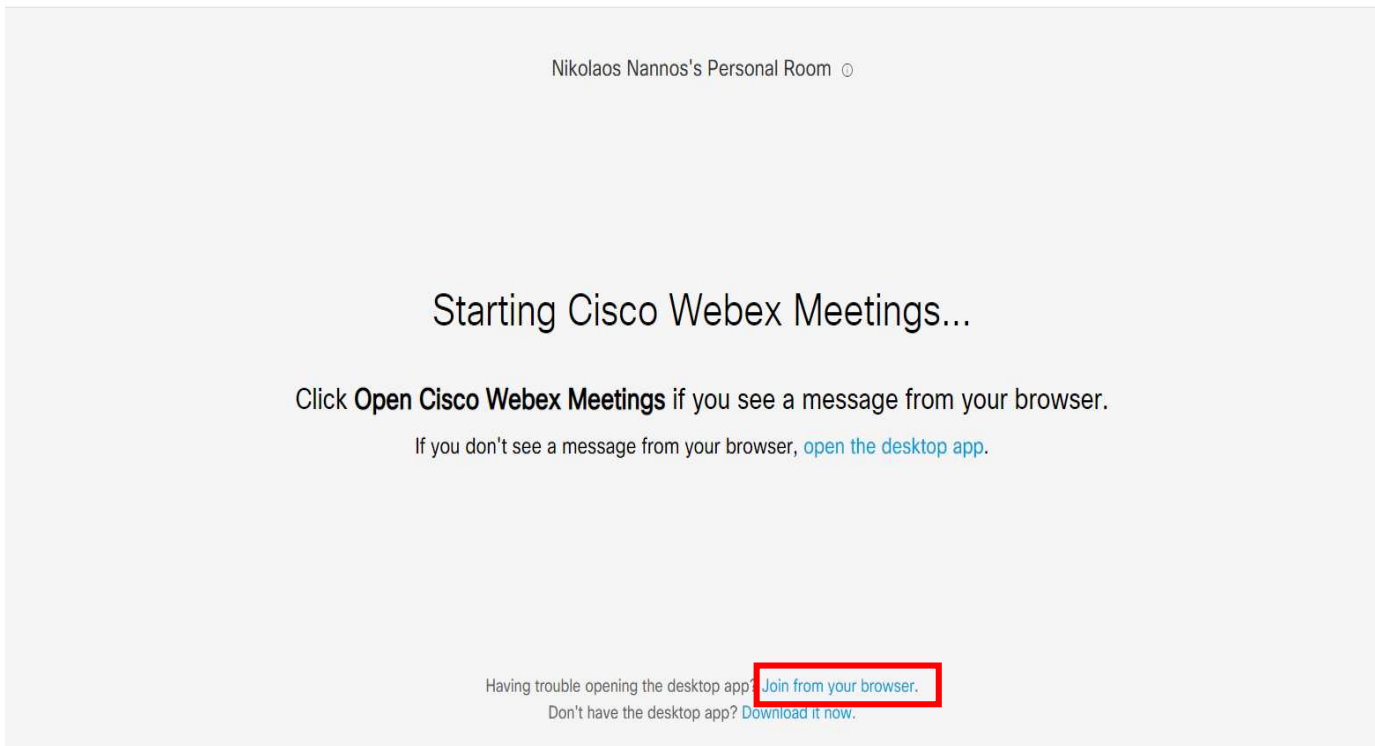 Nikolaos Nannos's Personal Room
Starting Cisco Webex Meetings...
Click Open Cisco Webex Meetings if you see a message from your browser.
If you don't see a message from your browser, open the desktop app.
Having trouble opening the desktop app? Join from your browser.
Don't have the desktop app? Download it now.